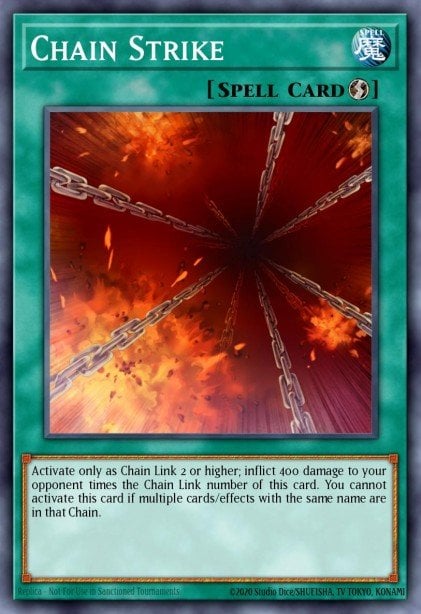 Chain Strike
SPELL
魔
[Spell Card]
Activate only as Chain Link 2 or higher; inflict 400 damage to your
opponent times the Chain Link number of this card. You cannot
activate this card if multiple cards/effects with the same name are
in that Chain.
Replica - Not For Use in Sanctioned Tournaments
©2020 Studio Dice/SHUEISHA, TV TOKYO, KONAMI